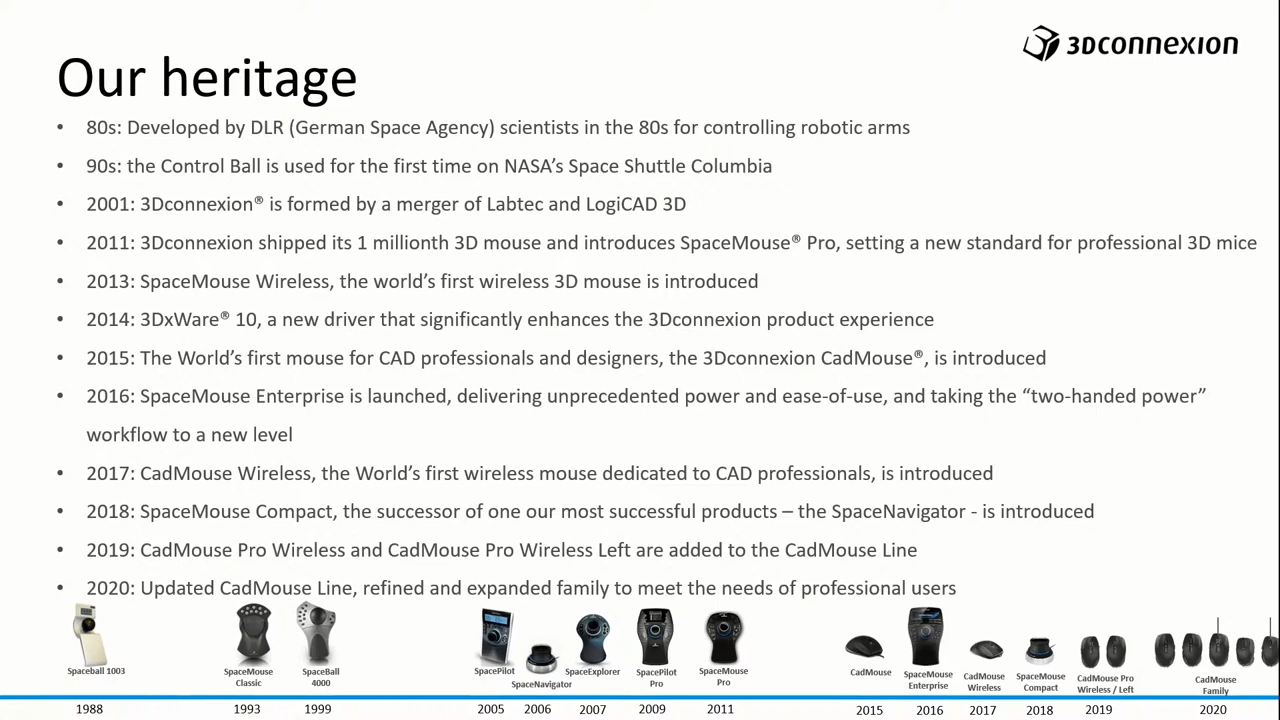 3Dconnexion
Our heritage
• 80s: Developed by DLR (German Space Agency) scientists in the 80s for controlling robotic arms
• 90s: the Control Ball is used for the first time on NASA’s Space Shuttle Columbia
• 2001: 3Dconnexion® is formed by a merger of Labtec and LogiCAD 3D
• 2011: 3Dconnexion shipped its 1 millionth 3D mouse and introduces SpaceMouse® Pro, setting a new standard for professional 3D mice
• 2013: SpaceMouse Wireless, the world’s first wireless 3D mouse is introduced
• 2014: 3DxWare® 10, a new driver that significantly enhances the 3Dconnexion product experience
• 2015: The World’s first mouse for CAD professionals and designers, the 3Dconnexion CadMouse®, is introduced
• 2016: SpaceMouse Enterprise is launched, delivering unprecedented power and ease-of-use, and taking the “two-handed power”
workflow to a new level
• 2017: CadMouse Wireless, the World’s first wireless mouse dedicated to CAD professionals, is introduced
• 2018: SpaceMouse Compact, the successor of one our most successful products – the SpaceNavigator - is introduced
• 2019: CadMouse Pro Wireless and CadMouse Pro Wireless Left are added to the CadMouse Line
• 2020: Updated CadMouse Line, refined and expanded family to meet the needs of professional users
Spaceball 1003
SpaceMouse
Classic
SpaceBall
4000
SpacePilot
SpaceNavigator
SpaceExplorer
SpacePilot
Pro
SpaceMouse
Pro
CadMouse
SpaceMouse
Enterprise
CadMouse
Wireless
SpaceMouse
Compact
CadMouse Pro
Wireless / Left
CadMouse
Family
1988 1993 1999 2005 2006 2007 2009 2011 2015 2016 2017 2018 2019 2020